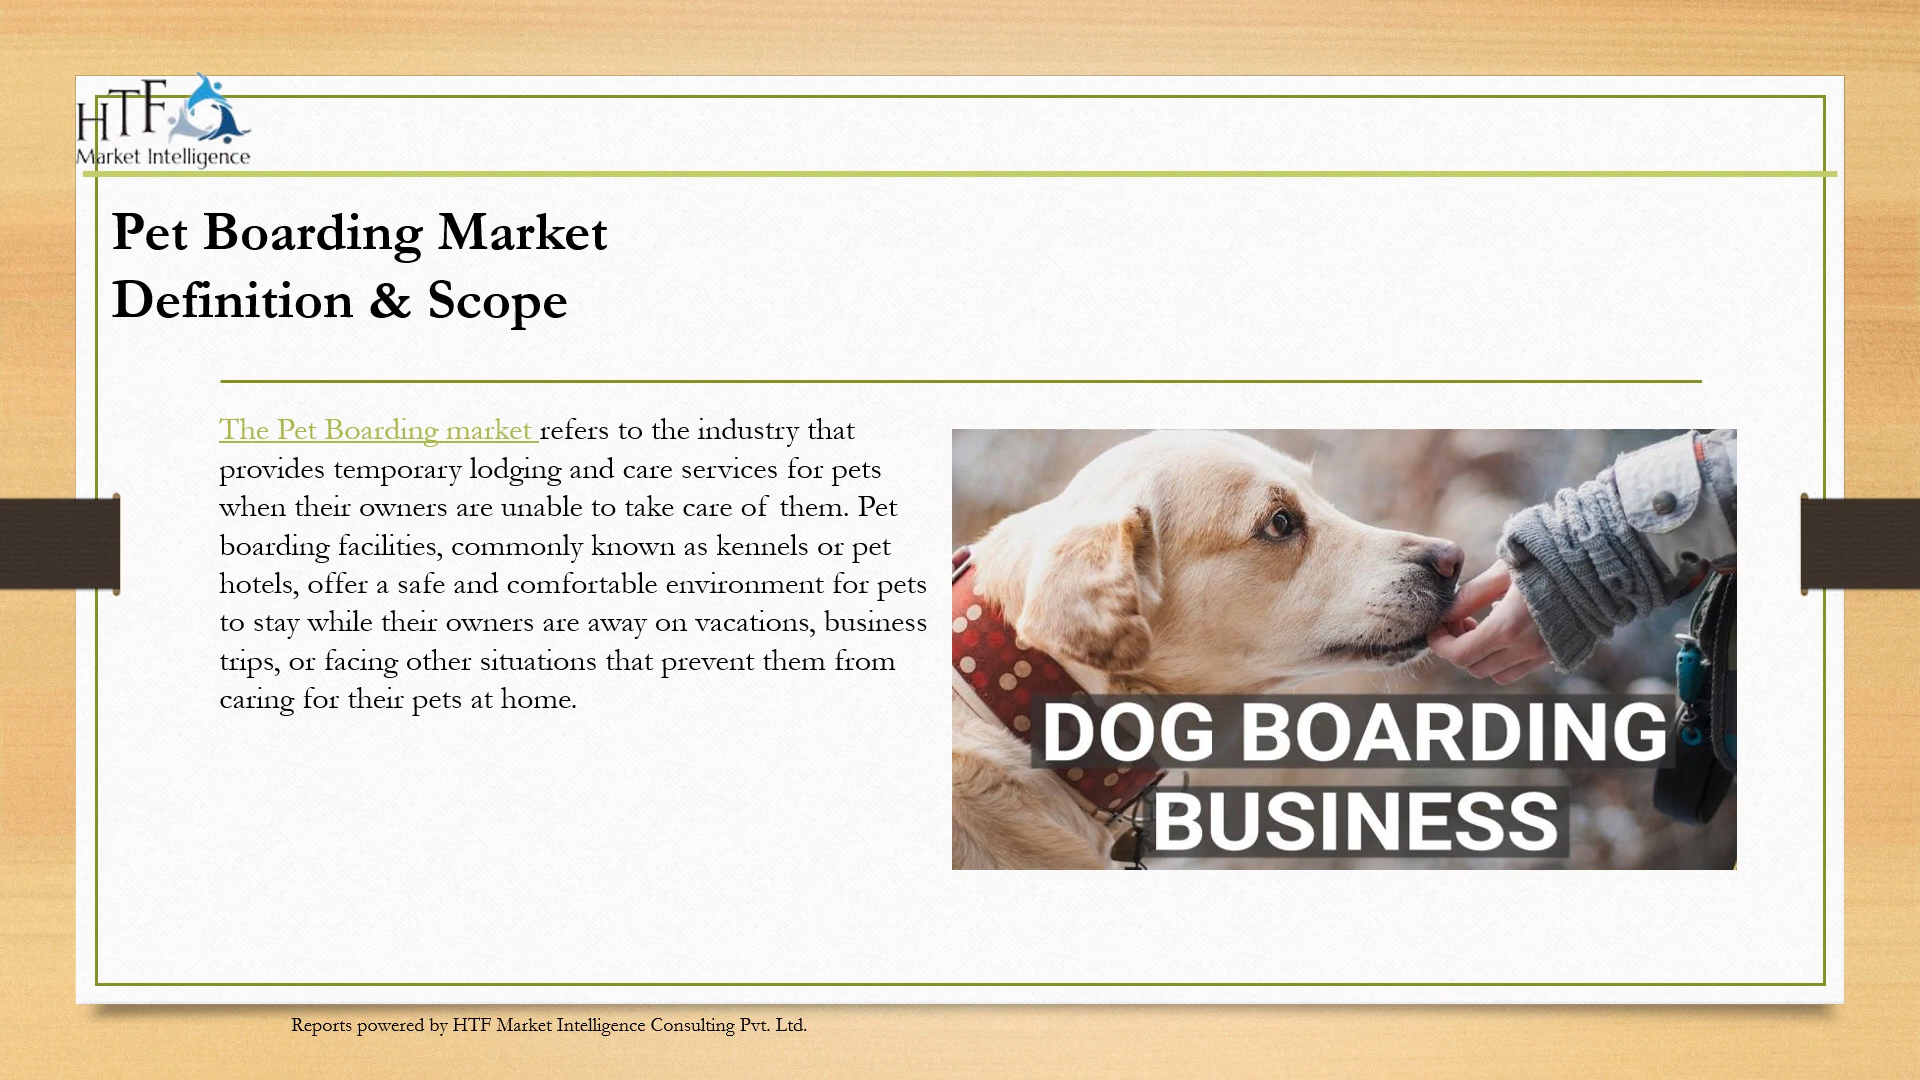 HTF
Market Intelligence
Pet Boarding Market
Definition & Scope
The Pet Boarding market refers to the industry that
provides temporary lodging and care services for pets
when their owners are unable to take care of them. Pet
boarding facilities, commonly known as kennels or pet
hotels, offer a safe and comfortable environment for pets
to stay while their owners are away on vacations, business
trips, or facing other situations that prevent them from
caring for their pets at home.
DOG BOARDING
BUSINESS
Reports powered by HTF Market Intelligence Consulting Pvt. Ltd.